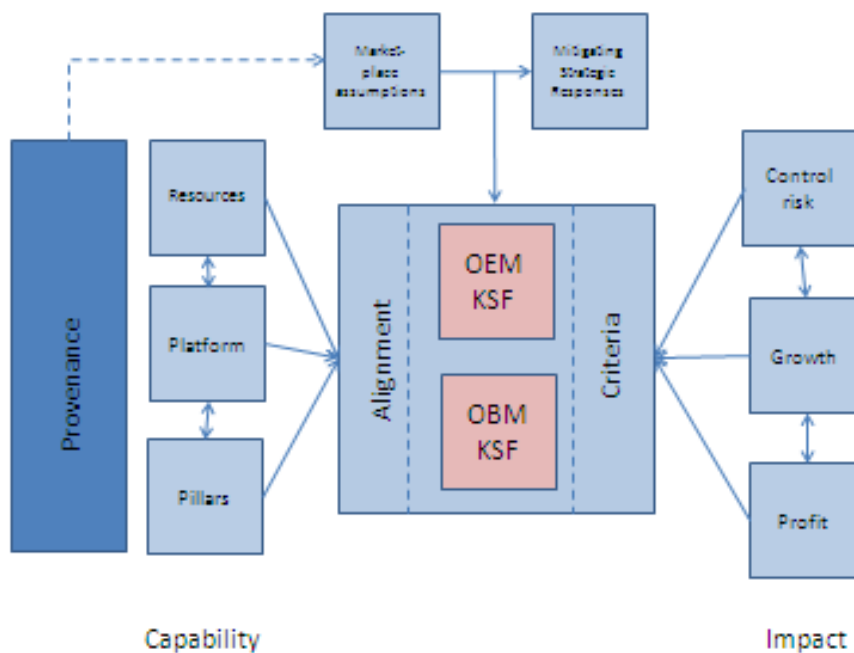 Market-
place
assumptions
Mitigating
Strategic
Responses
Provenance
Resources
Platform
Pillars
Alignment
OEM
KSF
OBM
KSF
Criteria
Control
risk
Growth
Profit
Capability
Impact